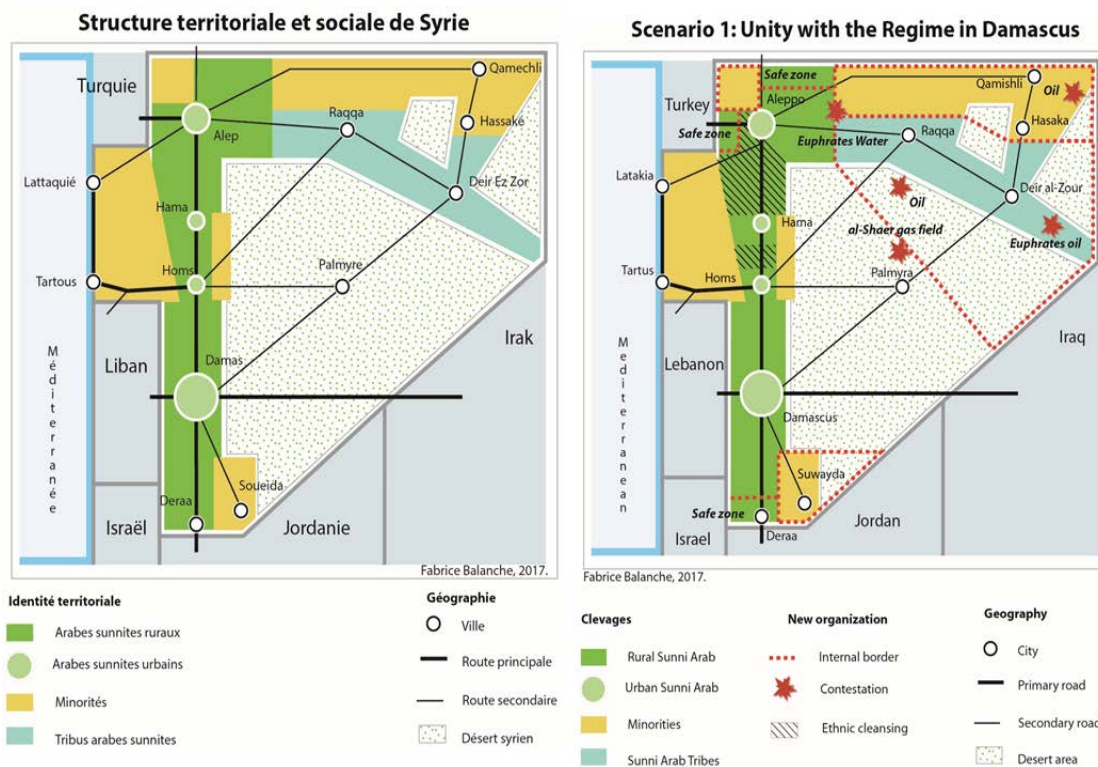 Structure territoriale et sociale de Syrie
Turquie
Qamechli
Alep
Raqqa
Hassaké
Lattaquié
Deir Ez Zor
Hama
Homs
Palmyre
Tartous
Irak
Liban
Damas
Méditerranée
Soueida
Deraa
Israël
Jordanie
Fabrice Balanche, 2017.
Identité territoriale
Arabes sunnites ruraux
Arabes sunnites urbains
Minorités
Tribus arabes sunnites
Géographie
Ville
Route principale
Route secondaire
Désert syrien
Scenario 1: Unity with the Regime in Damascus
Safe zone
Qamishli
Turkey
Aleppo
Oil
Hasaka
Safe zone
Euphrates Water
Raqqa
Latakia
Deir al-Zour
Oil
Hama
al-Shaer gas field
Euphrates oil
Homs
Palmyra
Tartus
Iraq
Lebanon
Mediterranean
Damascus
Suwayda
Safe zone
Jordan
Israel
Deraa
Fabrice Balanche, 2017.
Clevages
Rural Sunni Arab
Urban Sunni Arab
Minorities
Sunni Arab Tribes
New organization
Internal border
Contestation
Ethnic cleansing
Geography
City
Primary road
Secondary road
Desert area